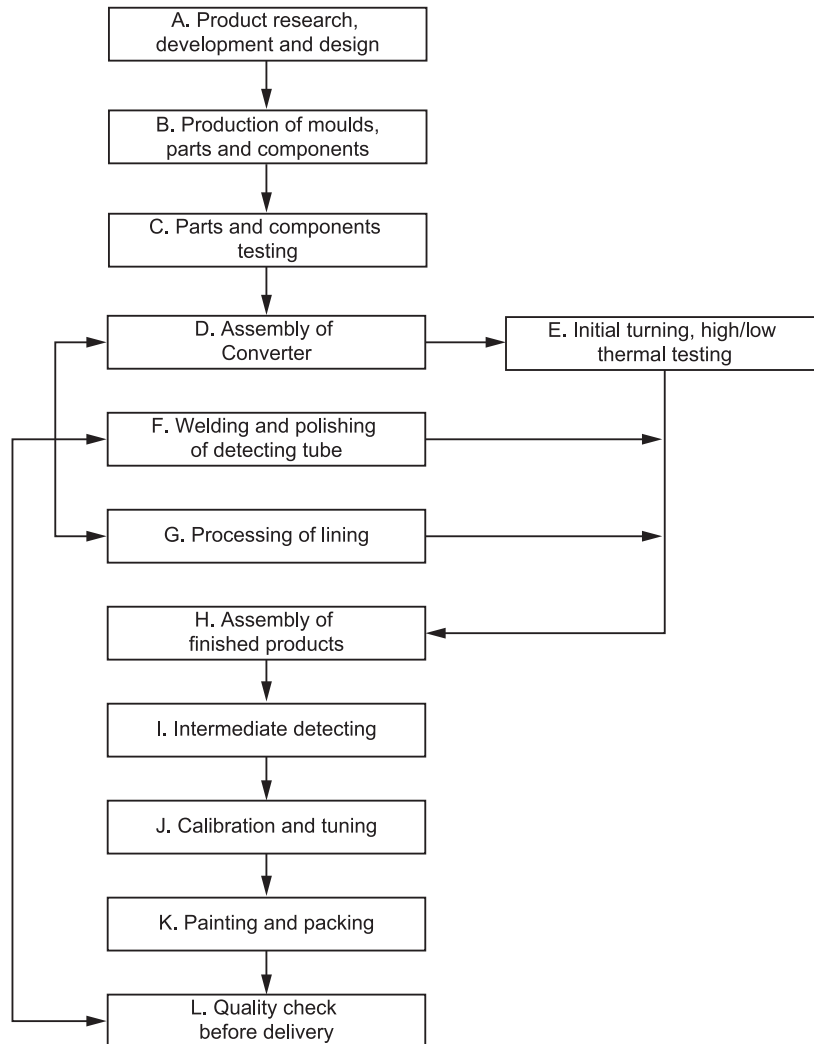 A. Product research,
development and design
B. Production of moulds,
parts and components
C. Parts and components
testing
D. Assembly of
Converter
E. Initial turning, high/low
thermal testing
F. Welding and polishing
of detecting tube
G. Processing of lining
H. Assembly of
finished products
I. Intermediate detecting
J. Calibration and tuning
K. Painting and packing
L. Quality check
before delivery